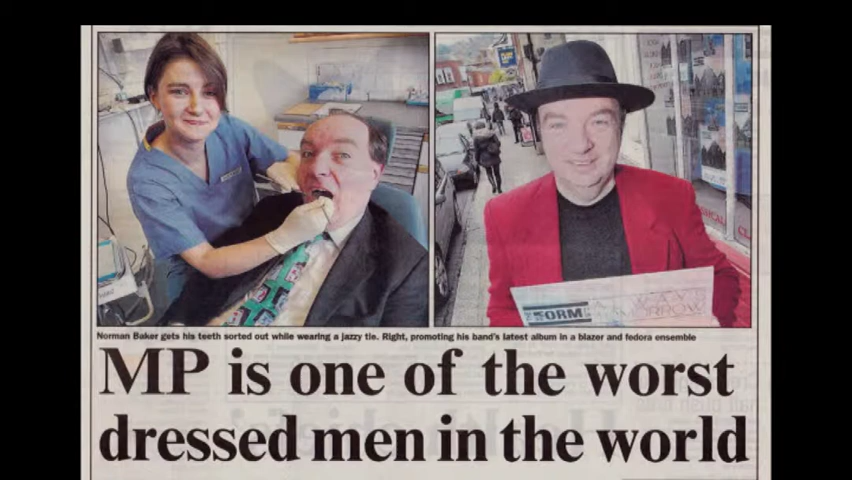 Norman Baker gets his teeth sorted out while wearing a jazzy tie. Right, promoting his band's latest album in a blazer and fedora ensemble
MP is one of the worst
dressed men in the world